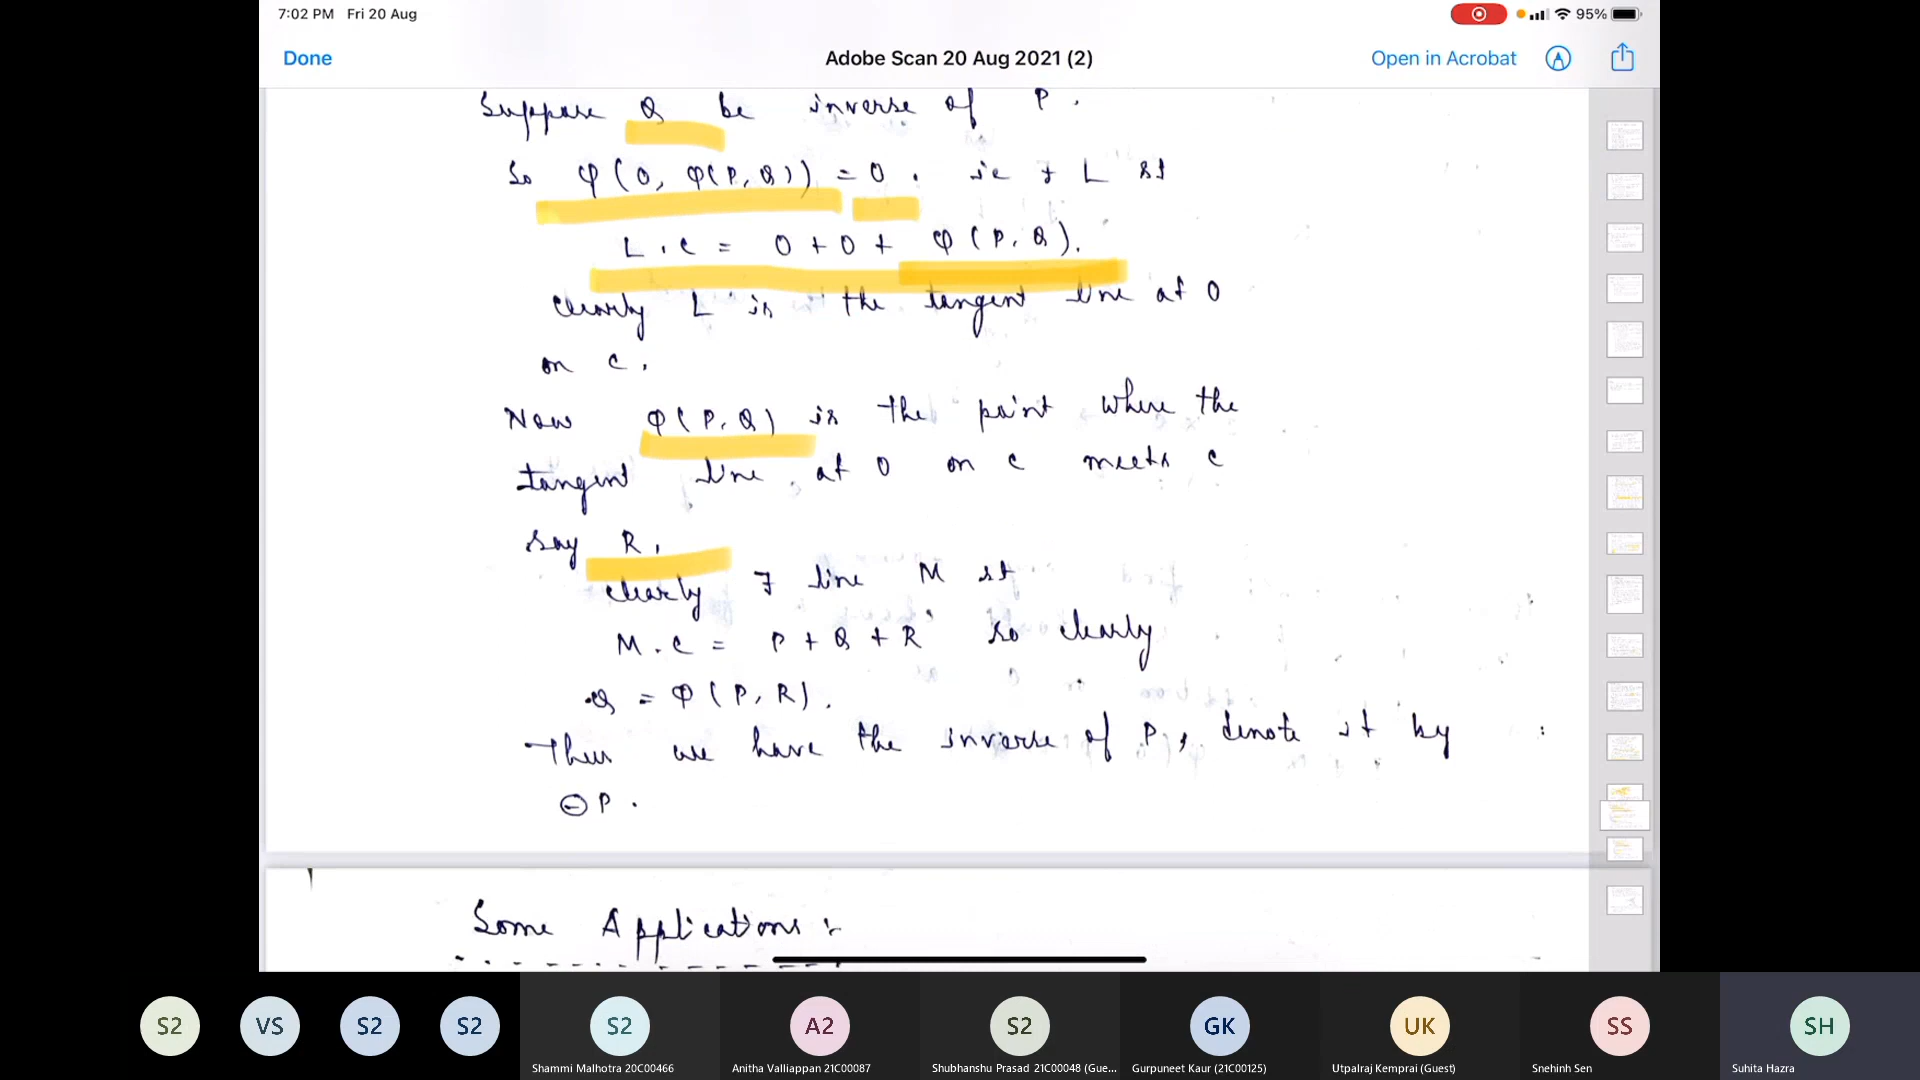 7:02 PM Fri 20 Aug
95%
Done
Adobe Scan 20 Aug 2021 (2)
Open in Acrobat
Suppose Q be inverse of P.
So φ(O, φ(P, Q)) = O. ie ∃ L st
L . C = O + O + φ(P, Q).
clearly L is the tangent line at O
on C.
Now φ(P, Q) is the point where the
tangent line at O on C meets C
say R,
clearly ∃ line M st
M . C = P + Q + R so clearly
Q = φ(P, R).
Thus we have the inverse of P, denote it by
⊖P.
Some Applications :
S2
VS
S2
S2
S2
A2
S2
GK
UK
SS
SH
Shammi Malhotra 20C00466
Anitha Valliappan 21C00087
Shubhanshu Prasad 21C00048 (Gue...
Gurpuneet Kaur (21C00125)
Utpalraj Kemprai (Guest)
Snehinh Sen
Suhita Hazra